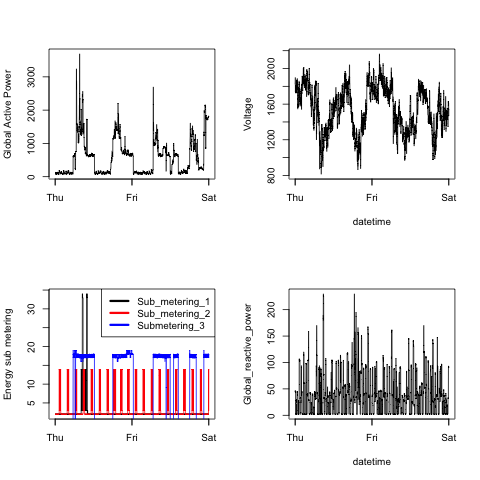 Global Active Power
0 1000 2000 3000
Thu Fri Sat
Voltage
800 1200 1600 2000
Thu Fri Sat
datetime
Energy sub metering
5 10 20 30
Sub_metering_1
Sub_metering_2
Submetering_3
Thu Fri Sat
Global_reactive_power
0 50 100 150 200
Thu Fri Sat
datetime